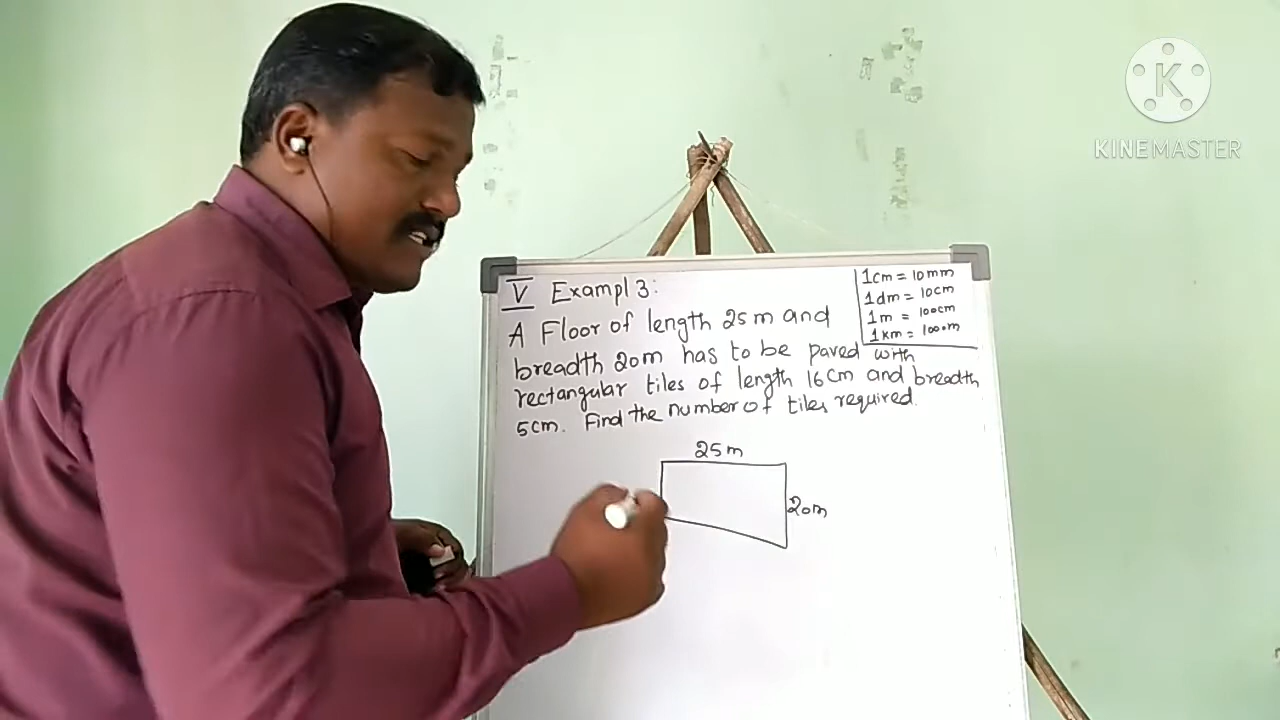 V Exampl 3:
A Floor of length 25m and
breadth 20m has to be paved with
rectangular tiles of length 16cm and breadth
5cm. Find the number of tiles required.
1cm = 10mm
1dm = 10cm
1m = 100cm
1km = 1000m
25m
20m
K
KINEMASTER